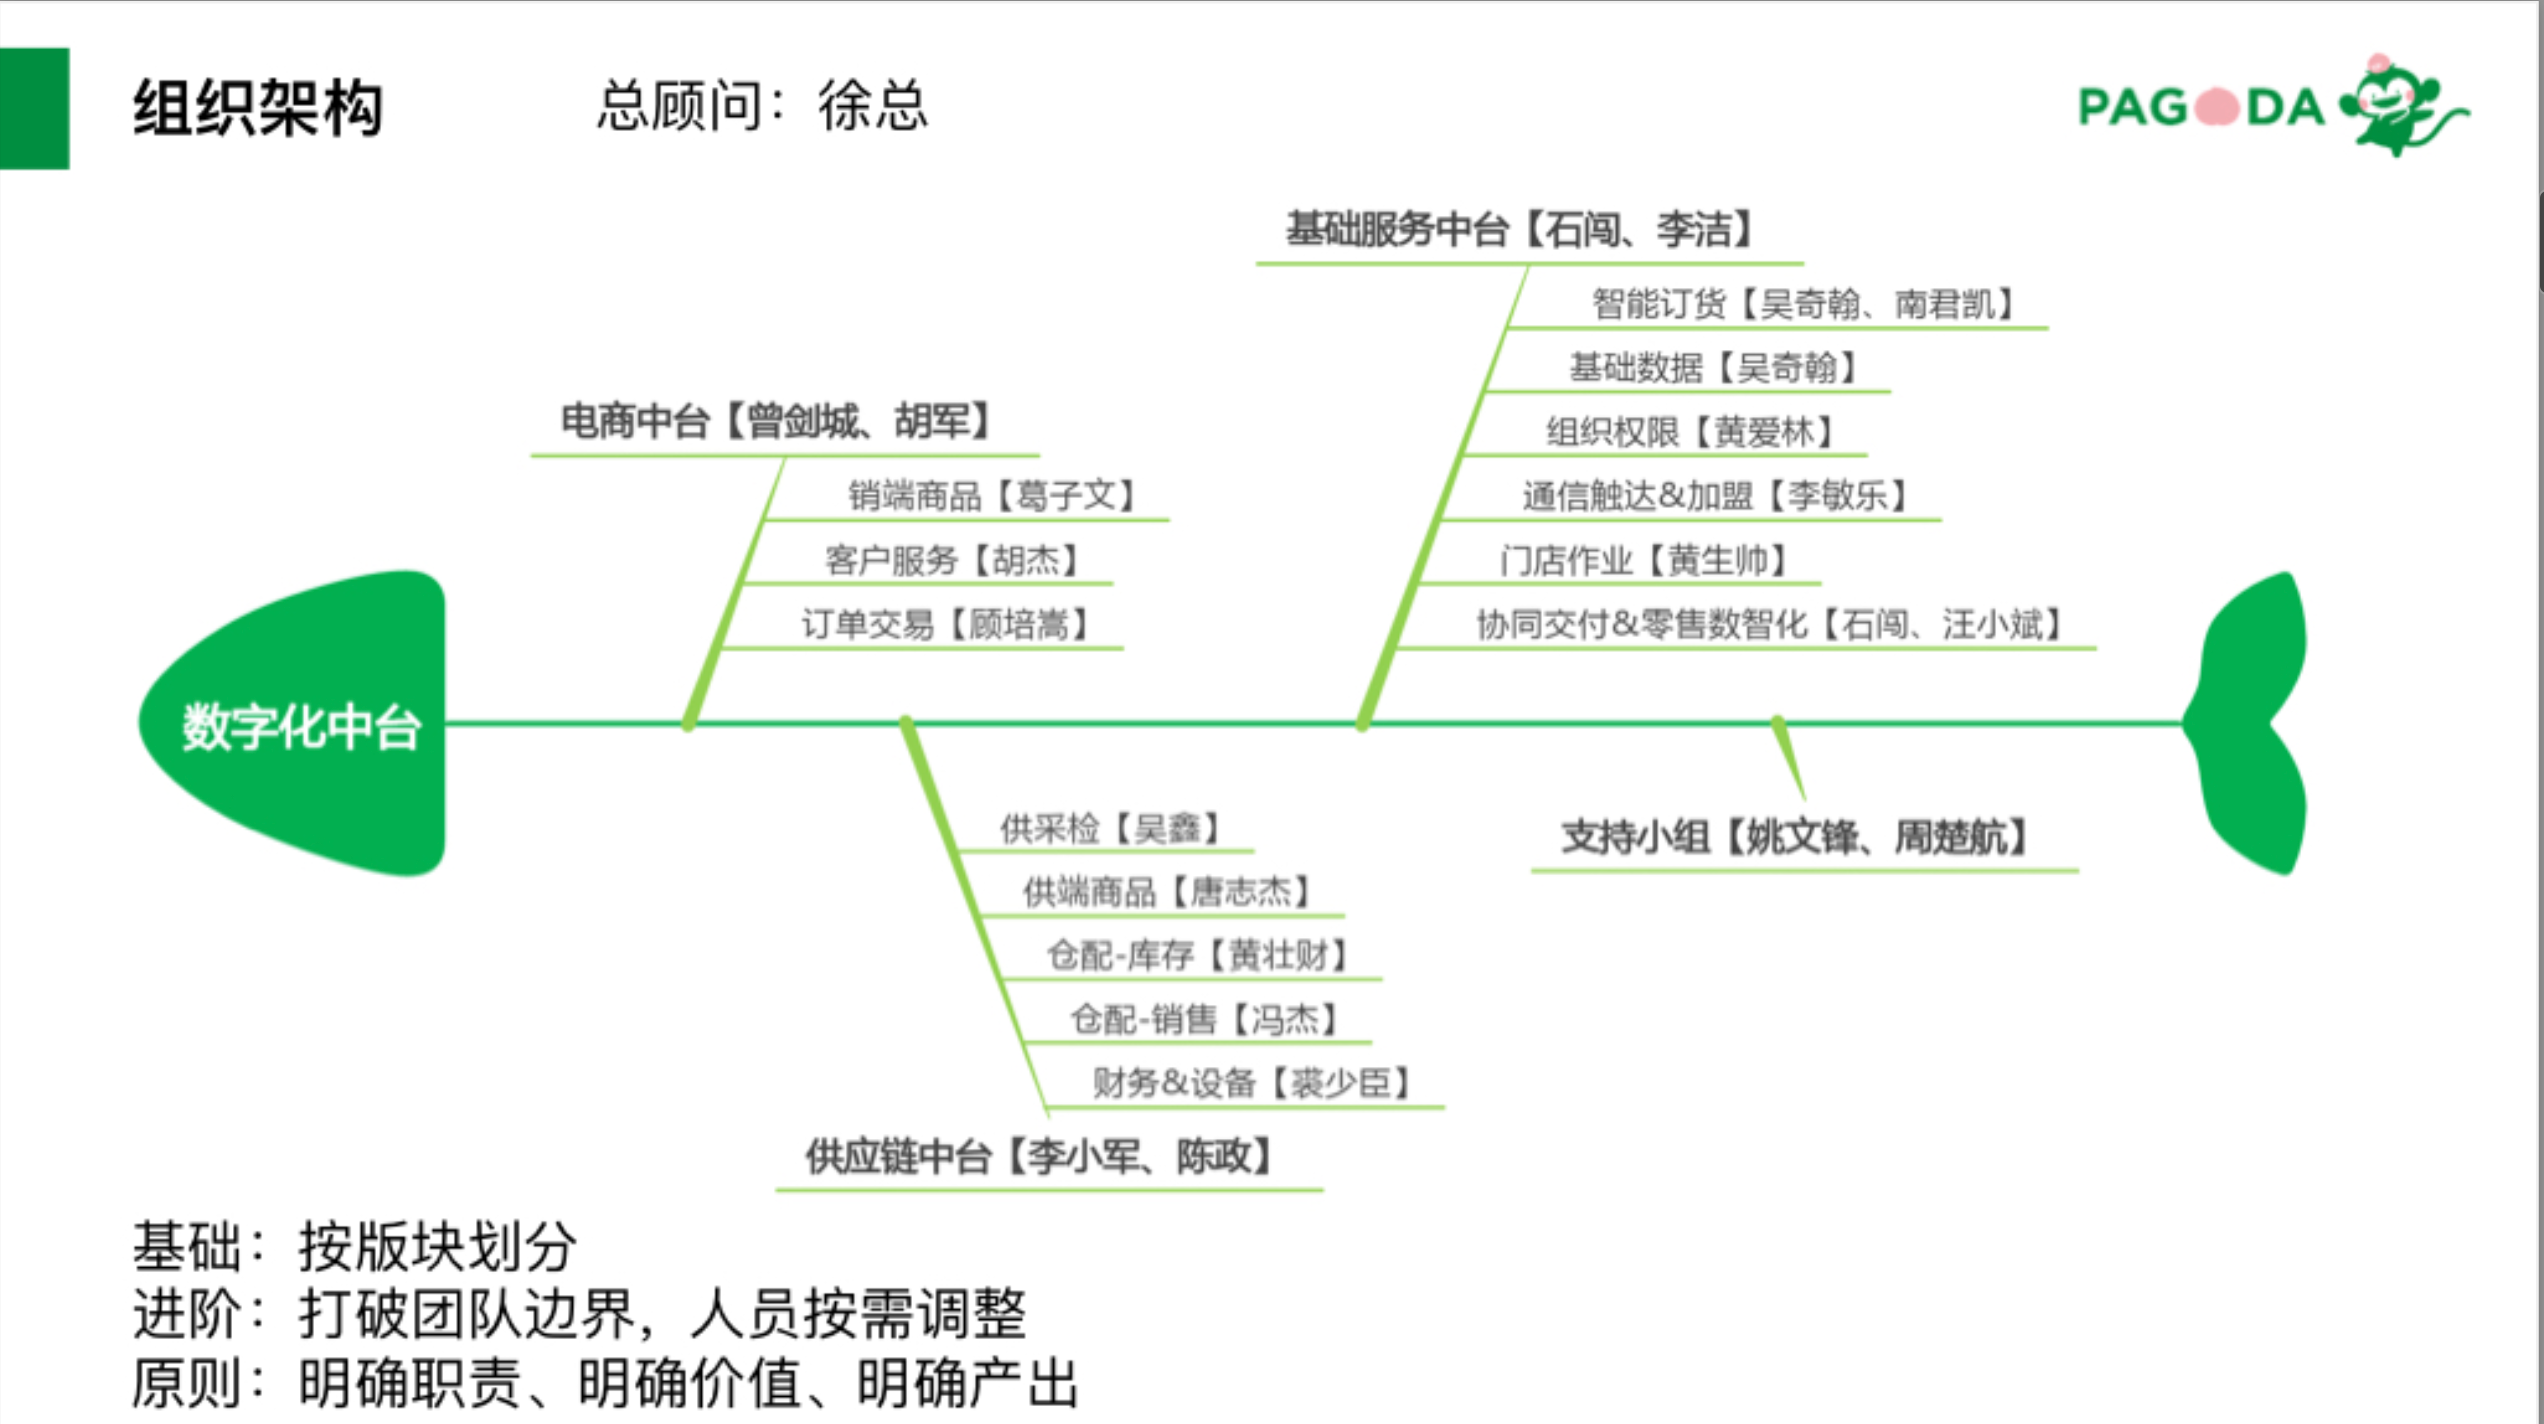 组织架构
总顾问：徐总
PAGODA
基础服务中台【石闯、李洁】
智能订货【吴奇翰、南君凯】
基础数据【吴奇翰】
组织权限【黄爱林】
通信触达&加盟【李敏乐】
门店作业【黄生帅】
协同交付&零售数智化【石闯、汪小斌】
电商中台【曾剑城、胡军】
销端商品【葛子文】
客户服务【胡杰】
订单交易【顾培嵩】
数字化中台
供采检【吴鑫】
供端商品【唐志杰】
仓配-库存【黄壮财】
仓配-销售【冯杰】
财务&设备【裘少臣】
供应链中台【李小军、陈政】
支持小组【姚文锋、周楚航】
基础：按版块划分
进阶：打破团队边界，人员按需调整
原则：明确职责、明确价值、明确产出